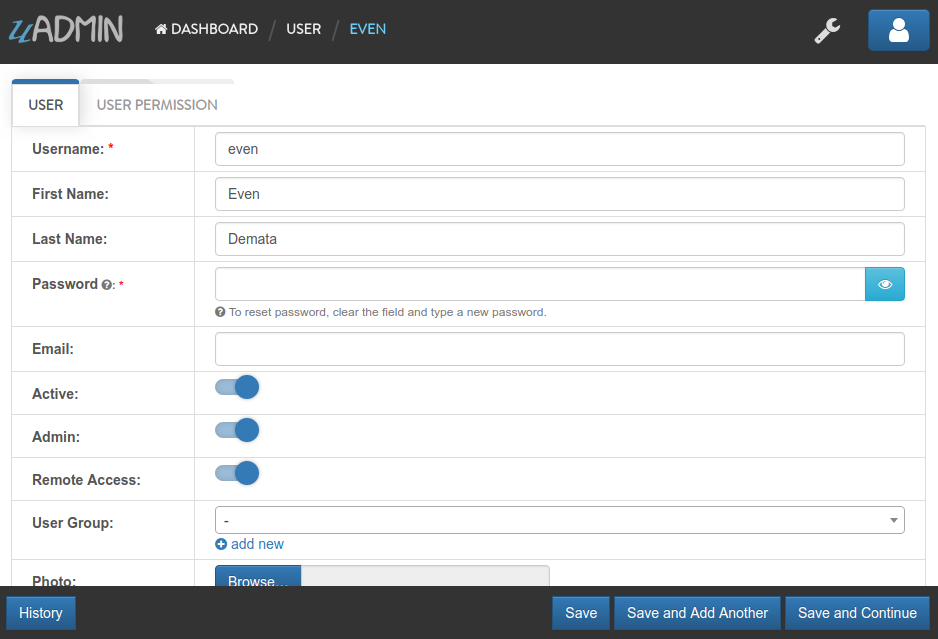 uADMIN DASHBOARD / USER / EVEN
USER USER PERMISSION
Username: * even
First Name: Even
Last Name: Demata
Password ?: *
? To reset password, clear the field and type a new password.
Email:
Active:
Admin:
Remote Access:
User Group: -
+ add new
Photo: Browse...
History Save Save and Add Another Save and Continue